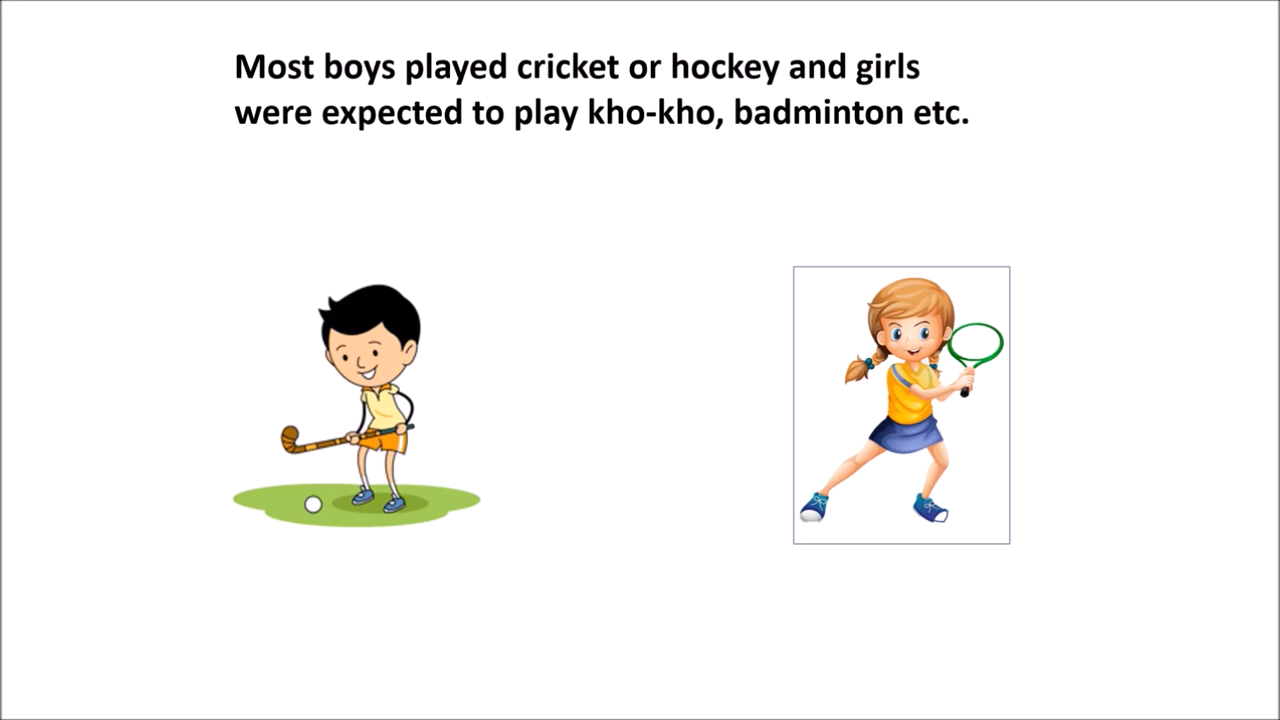 Most boys played cricket or hockey and girls
were expected to play kho-kho, badminton etc.